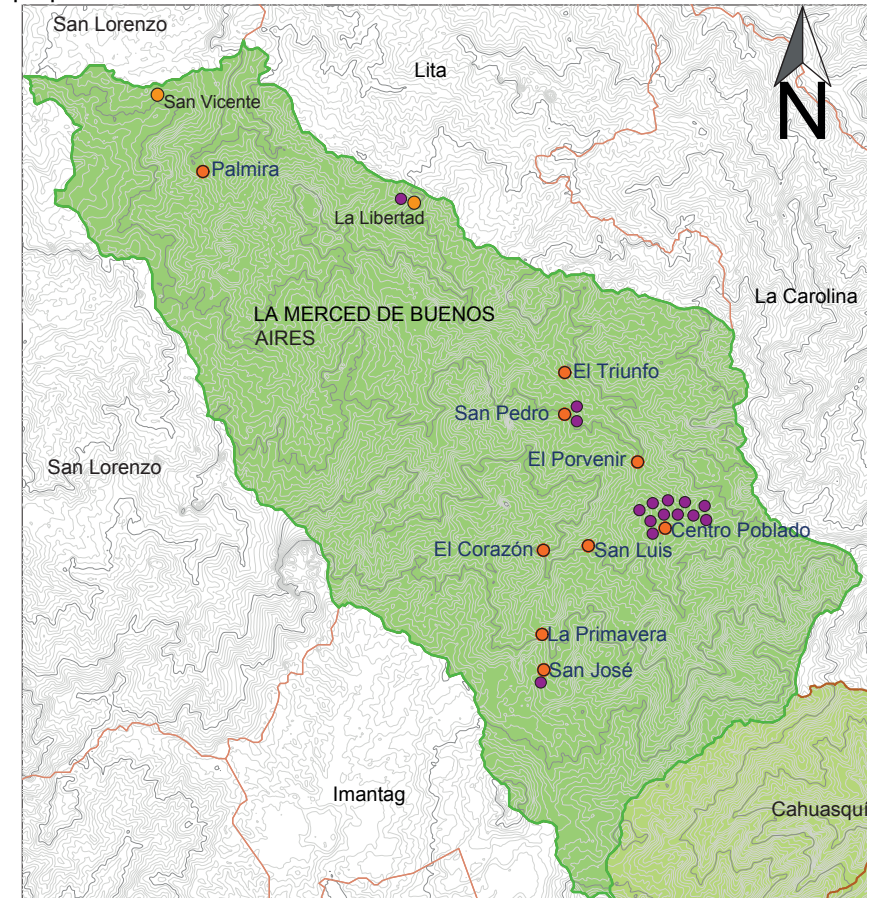 San Lorenzo
Lita
N
San Vicente
Palmira
La Libertad
La Carolina
LA MERCED DE BUENOS
AIRES
El Triunfo
San Pedro
El Porvenir
San Lorenzo
Centro Poblado
El Corazón
San Luis
La Primavera
San José
Imantag
Cahuasquí